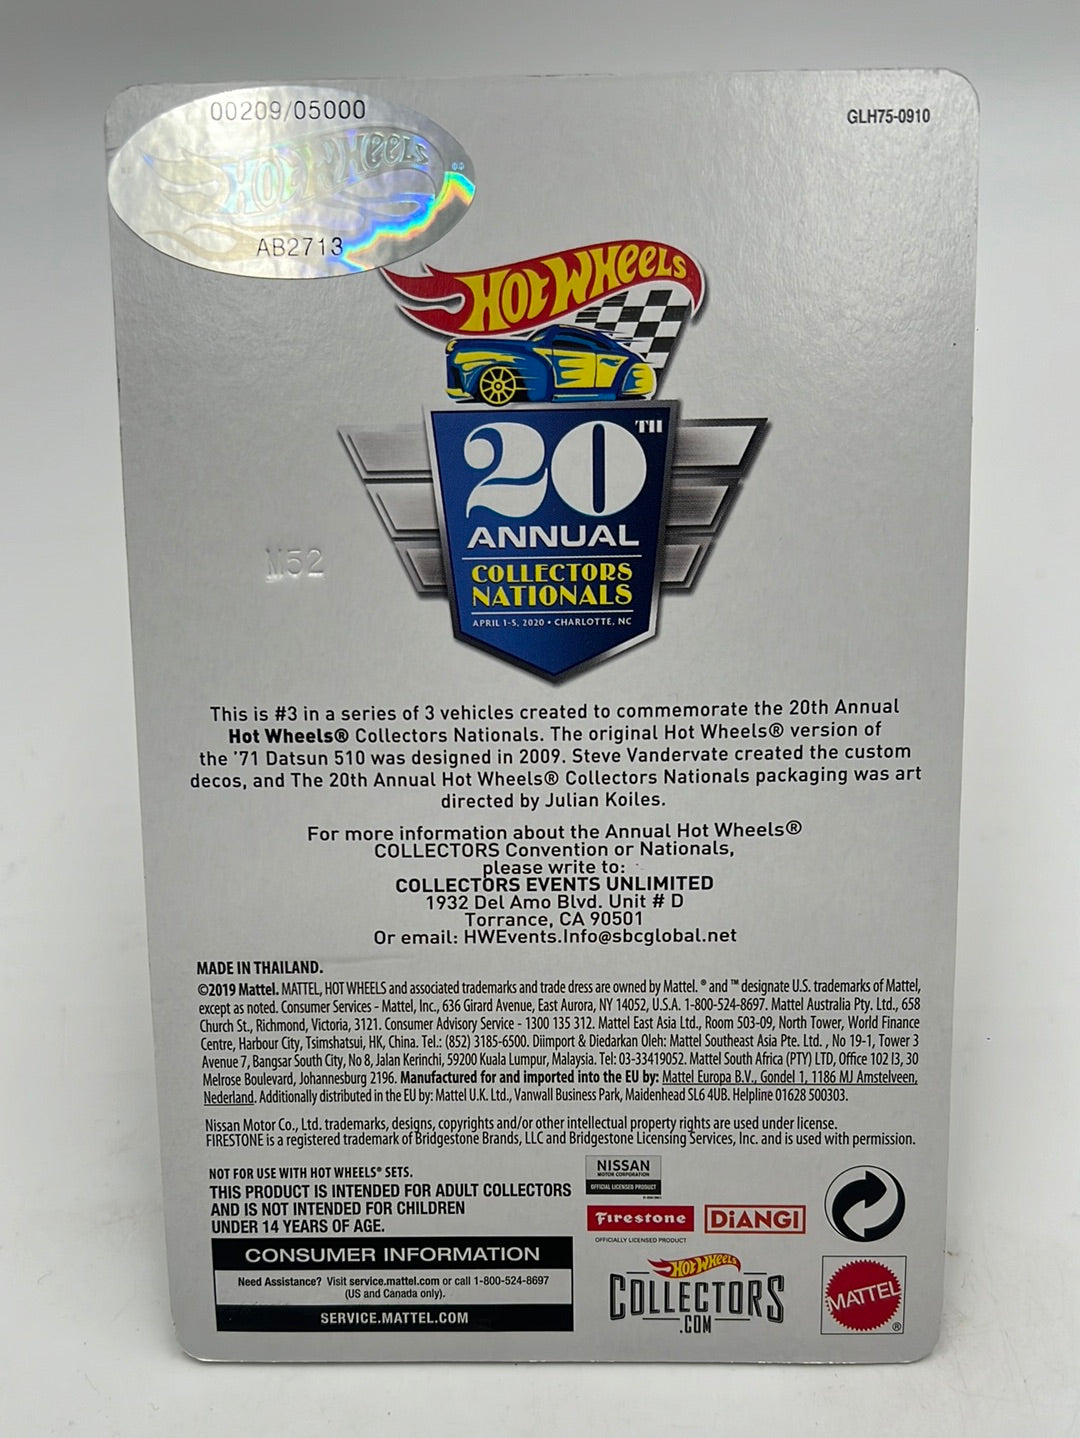 00209/05000
HOT WHEELS
AB2713
GLH75-0910
HOT WHEELS
20TH
ANNUAL
COLLECTORS
NATIONALS
APRIL 1-5, 2020 • CHARLOTTE, NC
M52
This is #3 in a series of 3 vehicles created to commemorate the 20th Annual
Hot Wheels® Collectors Nationals. The original Hot Wheels® version of
the '71 Datsun 510 was designed in 2009. Steve Vandervate created the custom
decos, and The 20th Annual Hot Wheels® Collectors Nationals packaging was art
directed by Julian Koiles.
For more information about the Annual Hot Wheels®
COLLECTORS Convention or Nationals,
please write to:
COLLECTORS EVENTS UNLIMITED
1932 Del Amo Blvd. Unit # D
Torrance, CA 90501
Or email: HWEvents.Info@sbcglobal.net
MADE IN THAILAND.
©2019 Mattel. MATTEL, HOT WHEELS and associated trademarks and trade dress are owned by Mattel. ® and ™ designate U.S. trademarks of Mattel,
except as noted. Consumer Services - Mattel, Inc., 636 Girard Avenue, East Aurora, NY 14052, U.S.A. 1-800-524-8697. Mattel Australia Pty. Ltd., 658
Church St., Richmond, Victoria, 3121. Consumer Advisory Service - 1300 135 312. Mattel East Asia Ltd., Room 503-09, North Tower, World Finance
Centre, Harbour City, Tsimshatsui, HK, China. Tel.: (852) 3185-6500. Diimport & Diedarkan Oleh: Mattel Southeast Asia Pte. Ltd. , No 19-1, Tower 3
Avenue 7, Bangsar South City, No 8, Jalan Kerinchi, 59200 Kuala Lumpur, Malaysia. Tel: 03-33419052. Mattel South Africa (PTY) LTD, Office 102 I3, 30
Melrose Boulevard, Johannesburg 2196. Manufactured for and imported into the EU by: Mattel Europa B.V., Gondel 1, 1186 MJ Amstelveen,
Nederland. Additionally distributed in the EU by: Mattel U.K. Ltd., Vanwall Business Park, Maidenhead SL6 4UB. Helpline 01628 500303.
Nissan Motor Co., Ltd. trademarks, designs, copyrights and/or other intellectual property rights are used under license.
FIRESTONE is a registered trademark of Bridgestone Brands, LLC and Bridgestone Licensing Services, Inc. and is used with permission.
NOT FOR USE WITH HOT WHEELS® SETS.
THIS PRODUCT IS INTENDED FOR ADULT COLLECTORS
AND IS NOT INTENDED FOR CHILDREN
UNDER 14 YEARS OF AGE.
CONSUMER INFORMATION
Need Assistance? Visit service.mattel.com or call 1-800-524-8697
(US and Canada only).
SERVICE.MATTEL.COM
NISSAN
MOTOR CORPORATION
OFFICIAL LICENSED PRODUCT
Firestone
OFFICIALLY LICENSED PRODUCT
DiANGI
HOT WHEELS
COLLECTORS
.COM
MATTEL
®